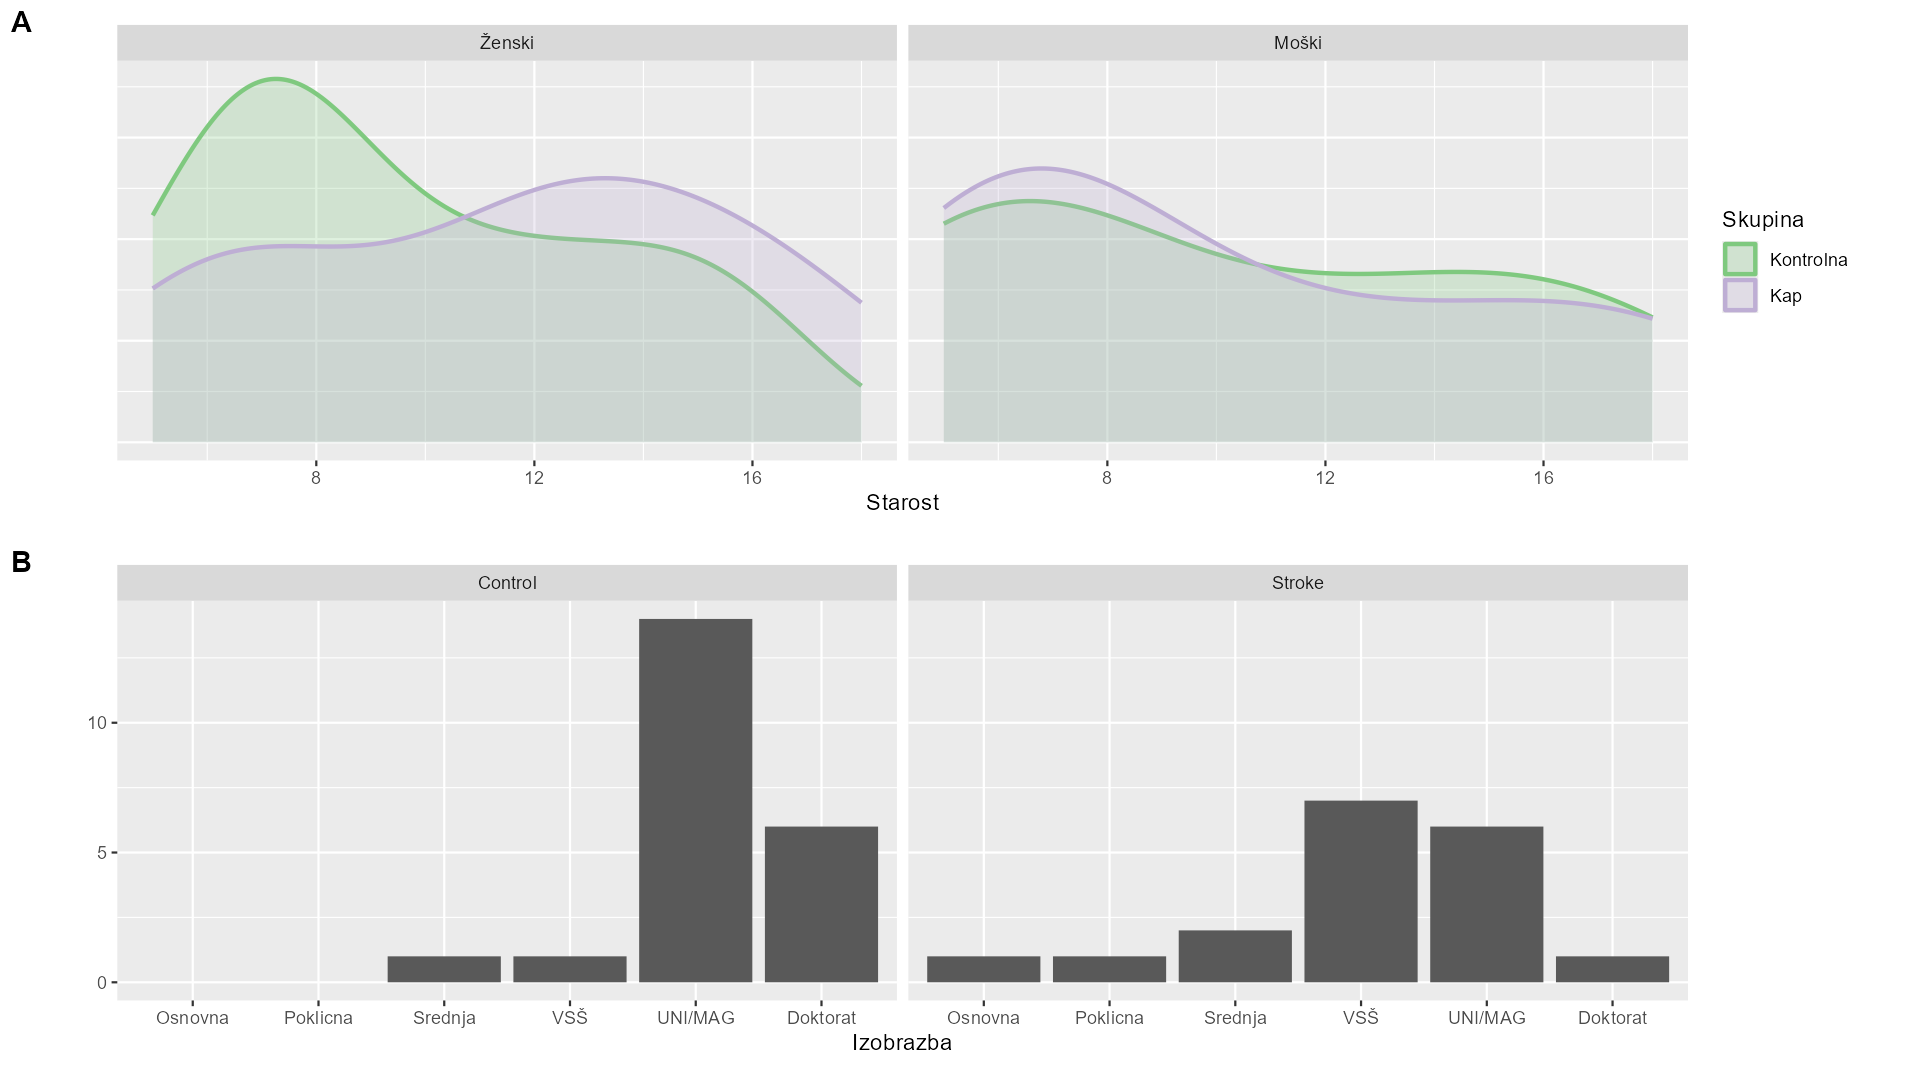 A
Ženski
Moški
8 12 16
8 12 16
Starost
Skupina
Kontrolna
Kap
B
Control
Stroke
10
5
0
Osnovna Poklicna Srednja VSŠ UNI/MAG Doktorat
Osnovna Poklicna Srednja VSŠ UNI/MAG Doktorat
Izobrazba